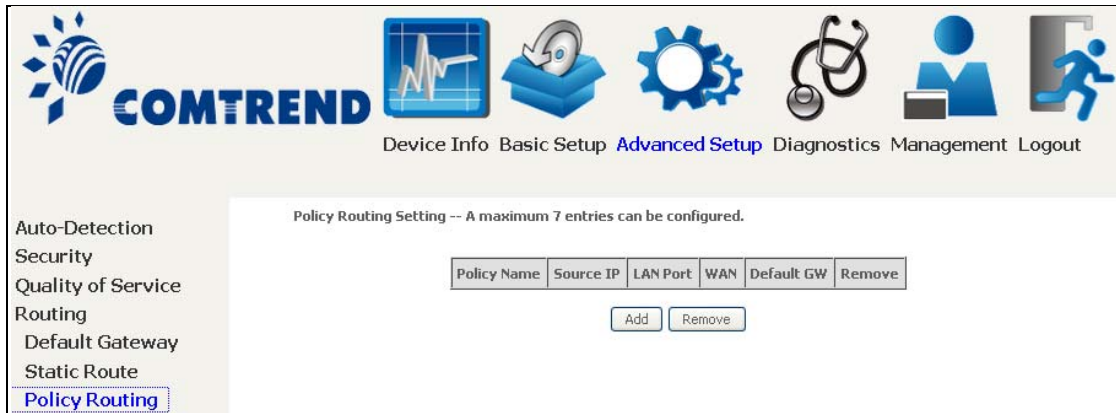 COMTREND
Device Info Basic Setup Advanced Setup Diagnostics Management Logout
Auto-Detection
Security
Quality of Service
Routing
Default Gateway
Static Route
Policy Routing
Policy Routing Setting -- A maximum 7 entries can be configured.
Policy Name Source IP LAN Port WAN Default GW Remove
Add Remove